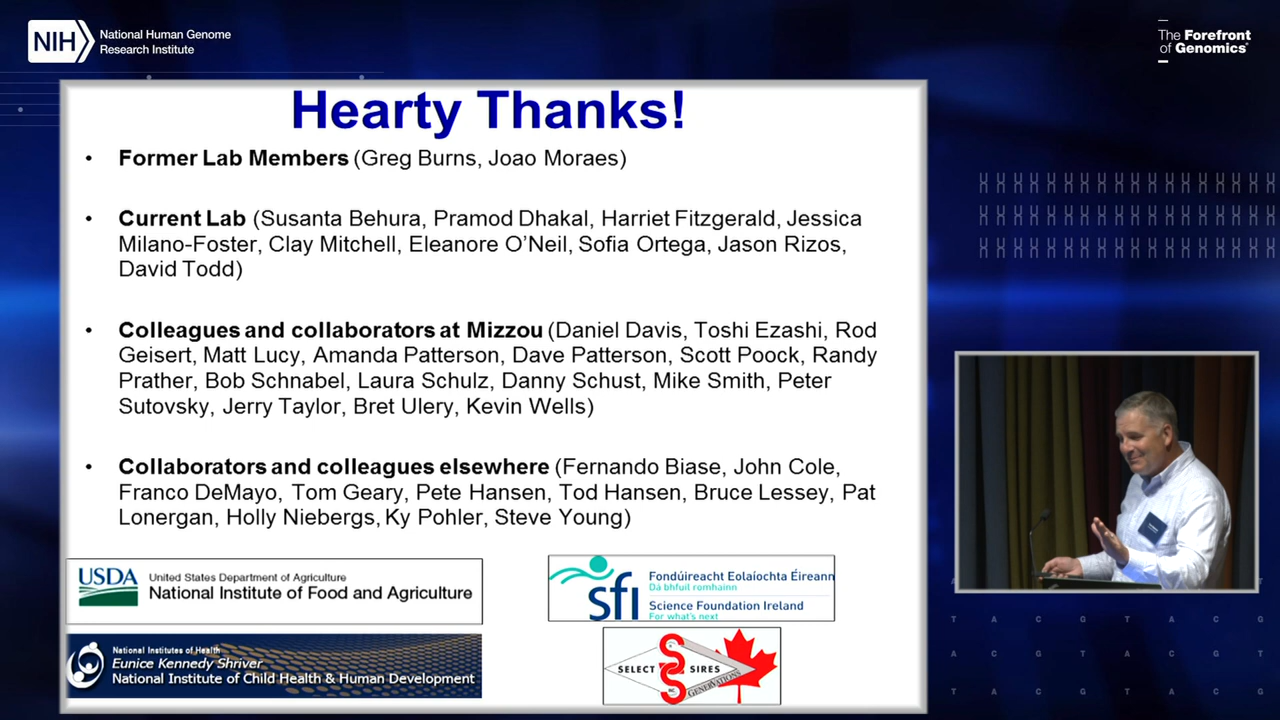 NIH National Human Genome
Research Institute
The Forefront
of Genomics®
Hearty Thanks!
• Former Lab Members (Greg Burns, Joao Moraes)
• Current Lab (Susanta Behura, Pramod Dhakal, Harriet Fitzgerald, Jessica
Milano-Foster, Clay Mitchell, Eleanore O’Neil, Sofia Ortega, Jason Rizos,
David Todd)
• Colleagues and collaborators at Mizzou (Daniel Davis, Toshi Ezashi, Rod
Geisert, Matt Lucy, Amanda Patterson, Dave Patterson, Scott Poock, Randy
Prather, Bob Schnabel, Laura Schulz, Danny Schust, Mike Smith, Peter
Sutovsky, Jerry Taylor, Bret Ulery, Kevin Wells)
• Collaborators and colleagues elsewhere (Fernando Biase, John Cole,
Franco DeMayo, Tom Geary, Pete Hansen, Tod Hansen, Bruce Lessey, Pat
Lonergan, Holly Niebergs, Ky Pohler, Steve Young)
USDA United States Department of Agriculture
National Institute of Food and Agriculture
sfi Fondúireacht Eolaíochta Éireann
Dá bhfuil romhainn
Science Foundation Ireland
For what's next
National Institutes of Health
Eunice Kennedy Shriver
National Institute of Child Health & Human Development
SELECT SIRES
GENERVATIONS
A G T
T A C G T A C G
A C G T A C G T
T A C G T A C G